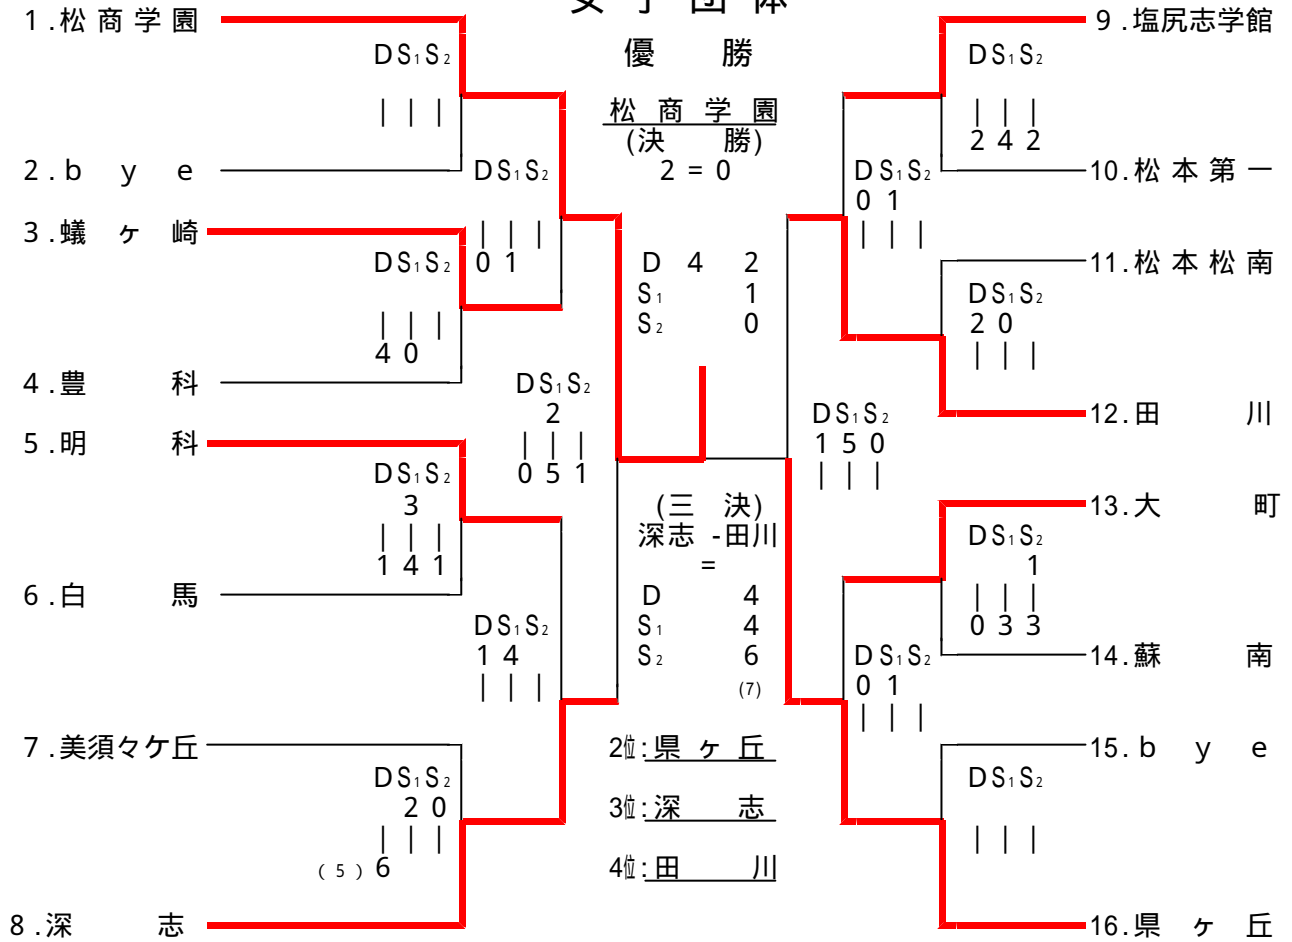 女子団体
優勝
松商学園
(決勝)
2 = 0
D 4 2
S1 1
S2 0
1.松商学園
DS1S2
| | |
2.bye
DS1S2
| | |
0 1
3.蟻ヶ崎
DS1S2
| | |
4 0
4.豊科
DS1S2
2
| | |
0 5 1
5.明科
DS1S2
3
| | |
1 4 1
6.白馬
DS1S2
1 4
| | |
7.美須々ケ丘
DS1S2
2 0
| | |
(5) 6
8.深志
(三決)
深志 -田川
=
D 4
S1 4
S2 6
(7)
2位:県ヶ丘
3位:深志
4位:田川
9.塩尻志学館
DS1S2
| | |
2 4 2
10.松本第一
DS1S2
0 1
| | |
11.松本松南
DS1S2
2 0
| | |
12.田川
DS1S2
1 5 0
| | |
13.大町
DS1S2
1
| | |
0 3 3
14.蘇南
DS1S2
0 1
| | |
15.bye
DS1S2
| | |
16.県ヶ丘